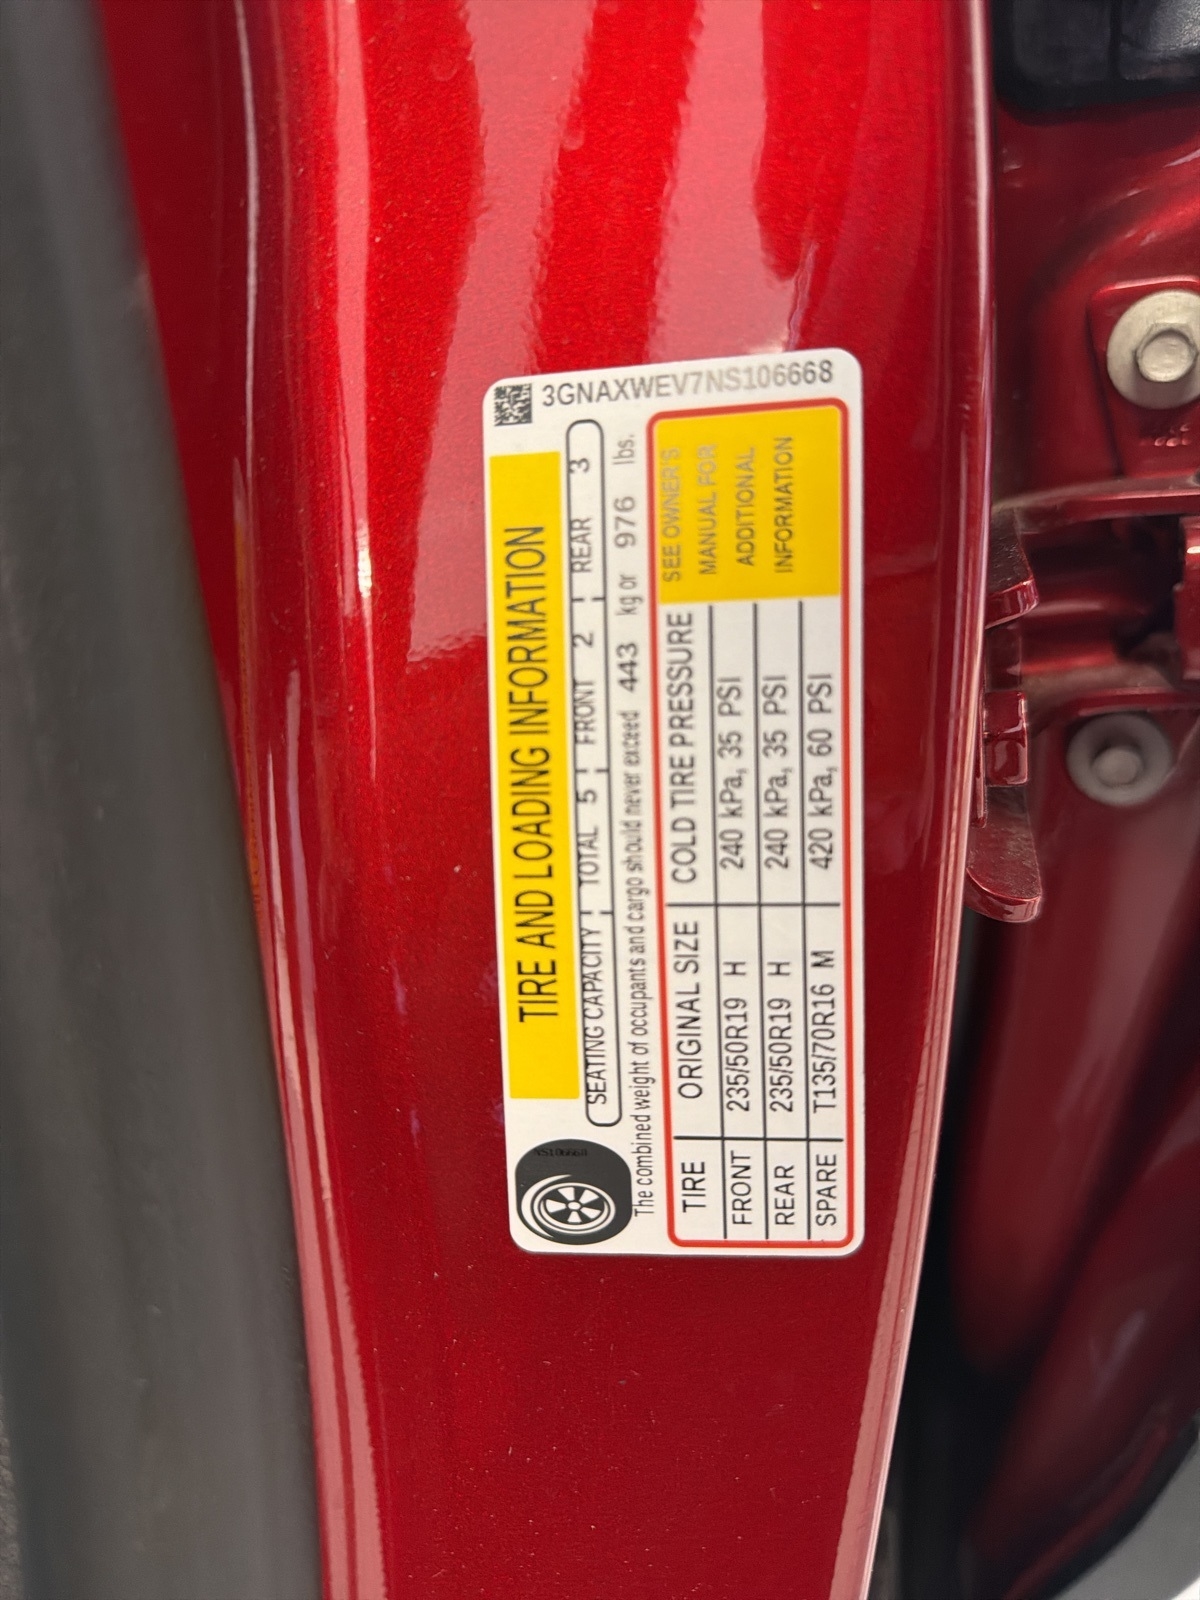 3GNAXWEV7NS106668
TIRE AND LOADING INFORMATION
SEATING CAPACITY TOTAL 5 FRONT 2 REAR 3
The combined weight of occupants and cargo should never exceed 443 kg or 976 lbs.
TIRE ORIGINAL SIZE COLD TIRE PRESSURE
FRONT 235/50R19 H 240 kPa, 35 PSI
REAR 235/50R19 H 240 kPa, 35 PSI
SPARE T135/70R16 M 420 kPa, 60 PSI
SEE OWNER'S
MANUAL FOR
ADDITIONAL
INFORMATION